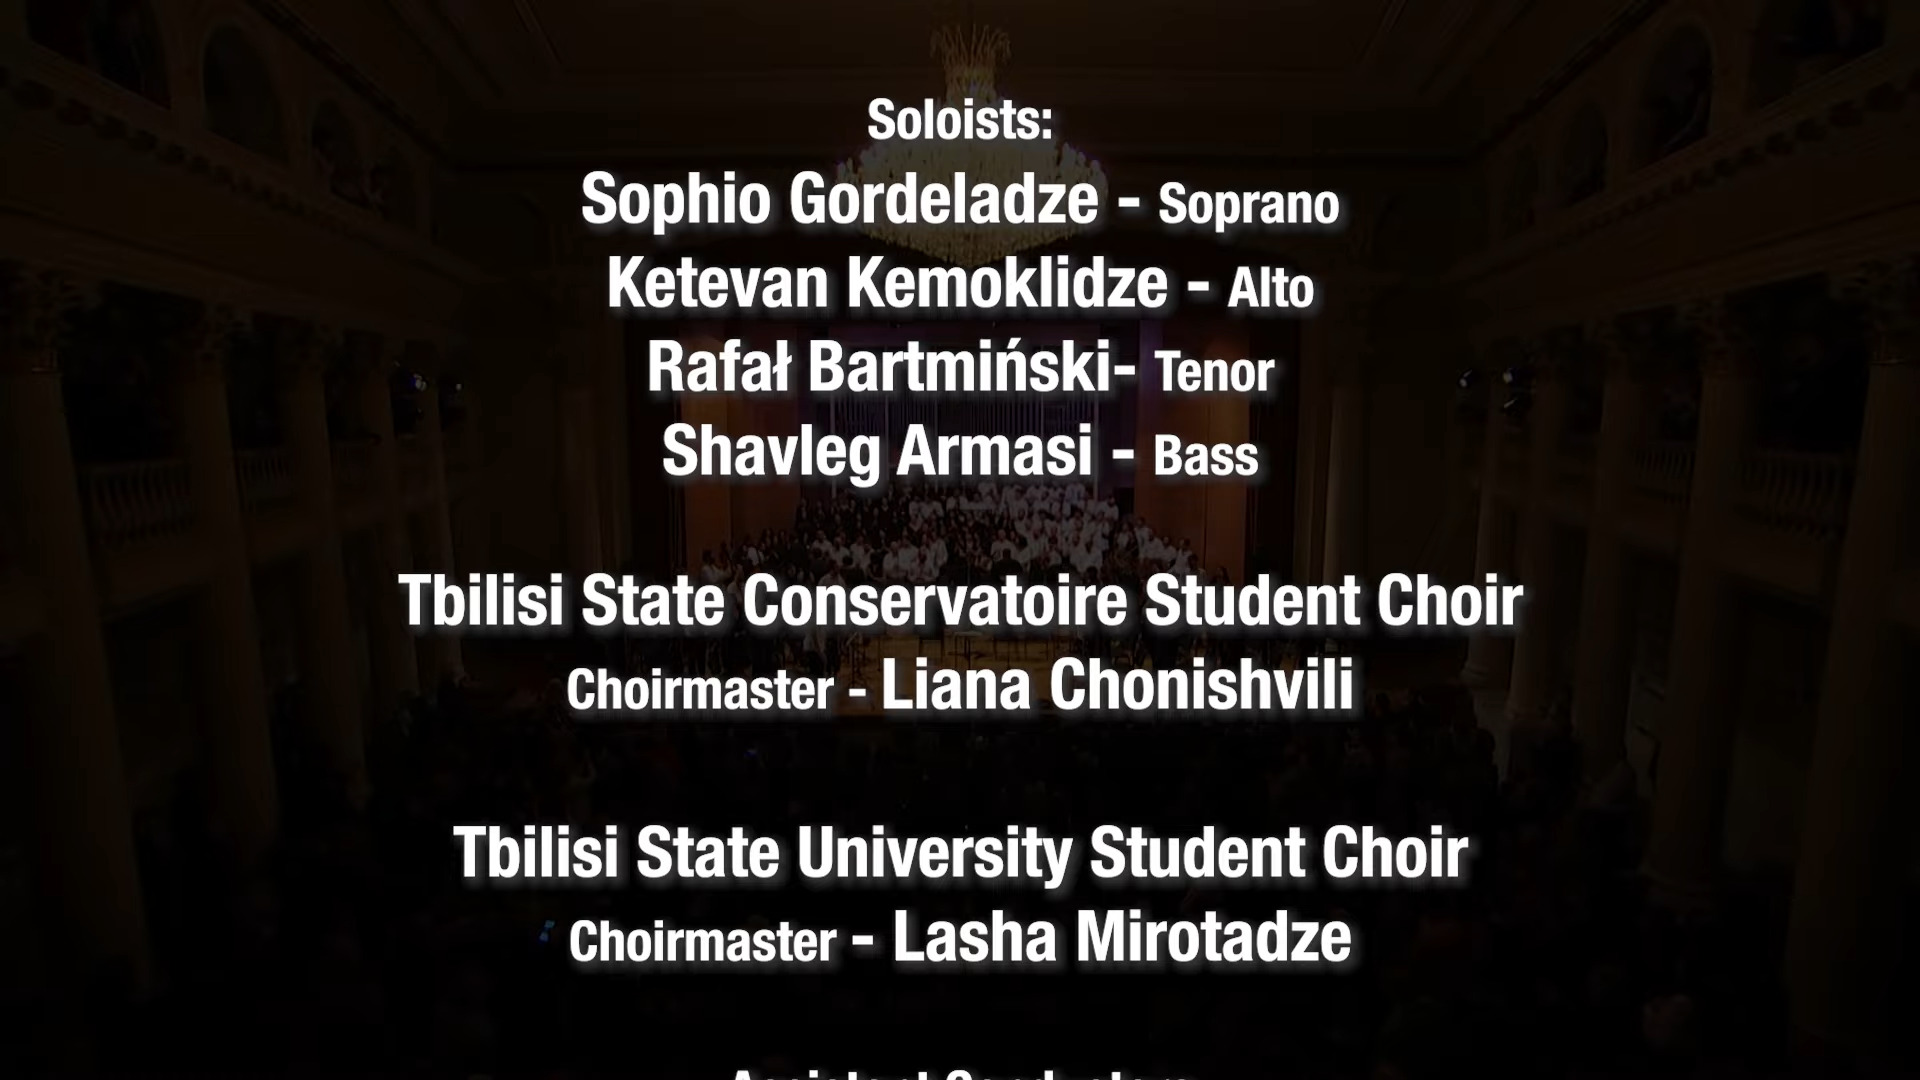 Soloists:
Sophio Gordeladze - Soprano
Ketevan Kemoklidze - Alto
Rafał Bartmiński- Tenor
Shavleg Armasi - Bass
Tbilisi State Conservatoire Student Choir
Choirmaster - Liana Chonishvili
Tbilisi State University Student Choir
Choirmaster - Lasha Mirotadze